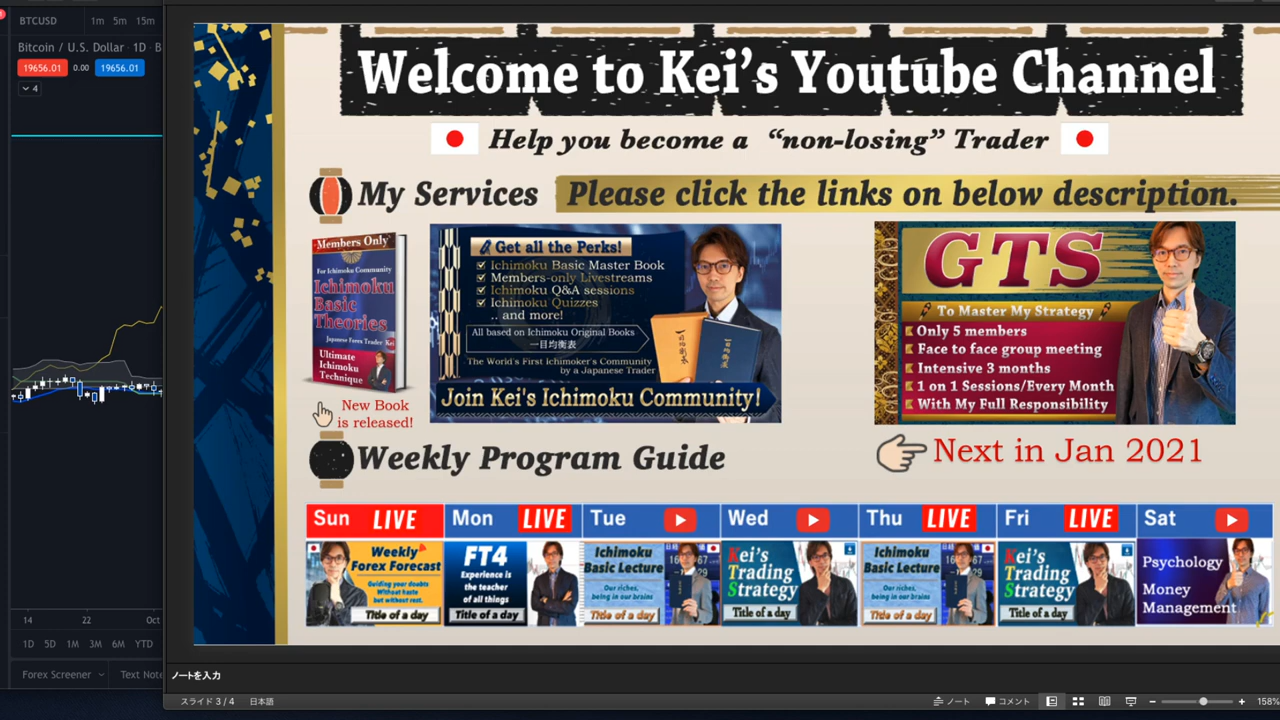 BTCUSD 1m 5m 15m
Bitcoin / U.S. Dollar · 1D · B
19656.01 0.00 19656.01
4
14 22 Oct
1D 5D 1M 3M 6M YTD
Forex Screener Text Note
Welcome to Kei's Youtube Channel
Help you become a “non-losing” Trader
My Services Please click the links on below description.
Members Only
For Ichimoku Community
Ichimoku
Basic
Theories
Japanese Forex Trader Kei
Ultimate
Ichimoku
Technique
New Book
is released!
Get all the Perks!
Ichimoku Basic Master Book
Members-only Livestreams
Ichimoku Q&A sessions
Ichimoku Quizzes
.. and more!
All based on Ichimoku Original Books
一目均衡表
The World's First Ichimoker's Community
by a Japanese Trader
Join Kei's Ichimoku Community!
GTS
To Master My Strategy
Only 5 members
Face to face group meeting
Intensive 3 months
1 on 1 Sessions/Every Month
With My Full Responsibility
Next in Jan 2021
Weekly Program Guide
Sun LIVE
Weekly
Forex Forecast
Guiding your doubts
Without haste
but without rest.
Title of a day
Mon LIVE
FT4
Experience is
the teacher
of all things
Title of a day
Tue
Ichimoku
Basic Lecture
Our riches,
being in our brains
Title of a day
Wed
Kei's
Trading
Strategy
Title of a day
Thu LIVE
Ichimoku
Basic Lecture
Our riches,
being in our brains
Title of a day
Fri LIVE
Kei's
Trading
Strategy
Title of a day
Sat
Psychology
Money
Management
ノートを入力
スライド 3 / 4 日本語 ノート コメント 158%